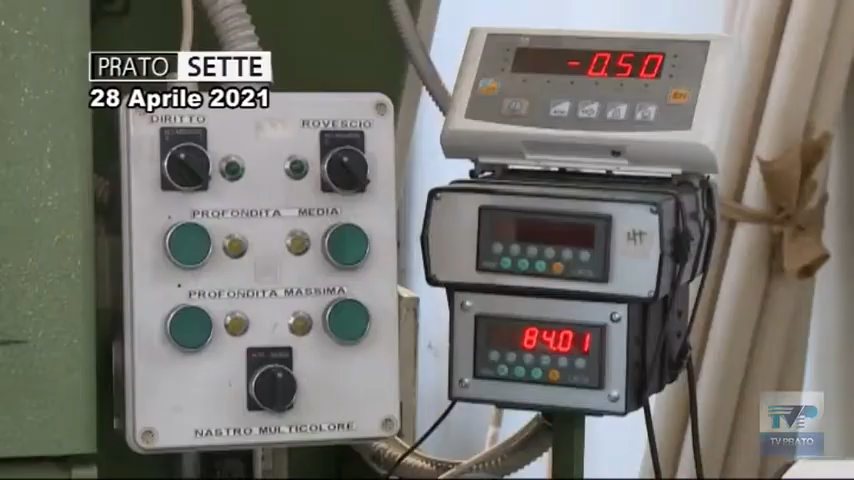 PRATO SETTE
28 Aprile 2021
DIRITTO
ROVESCIO
PROFONDITA MEDIA
PROFONDITA MASSIMA
NASTRO MULTICOLORE
-0.50
84.01
TV PRATO